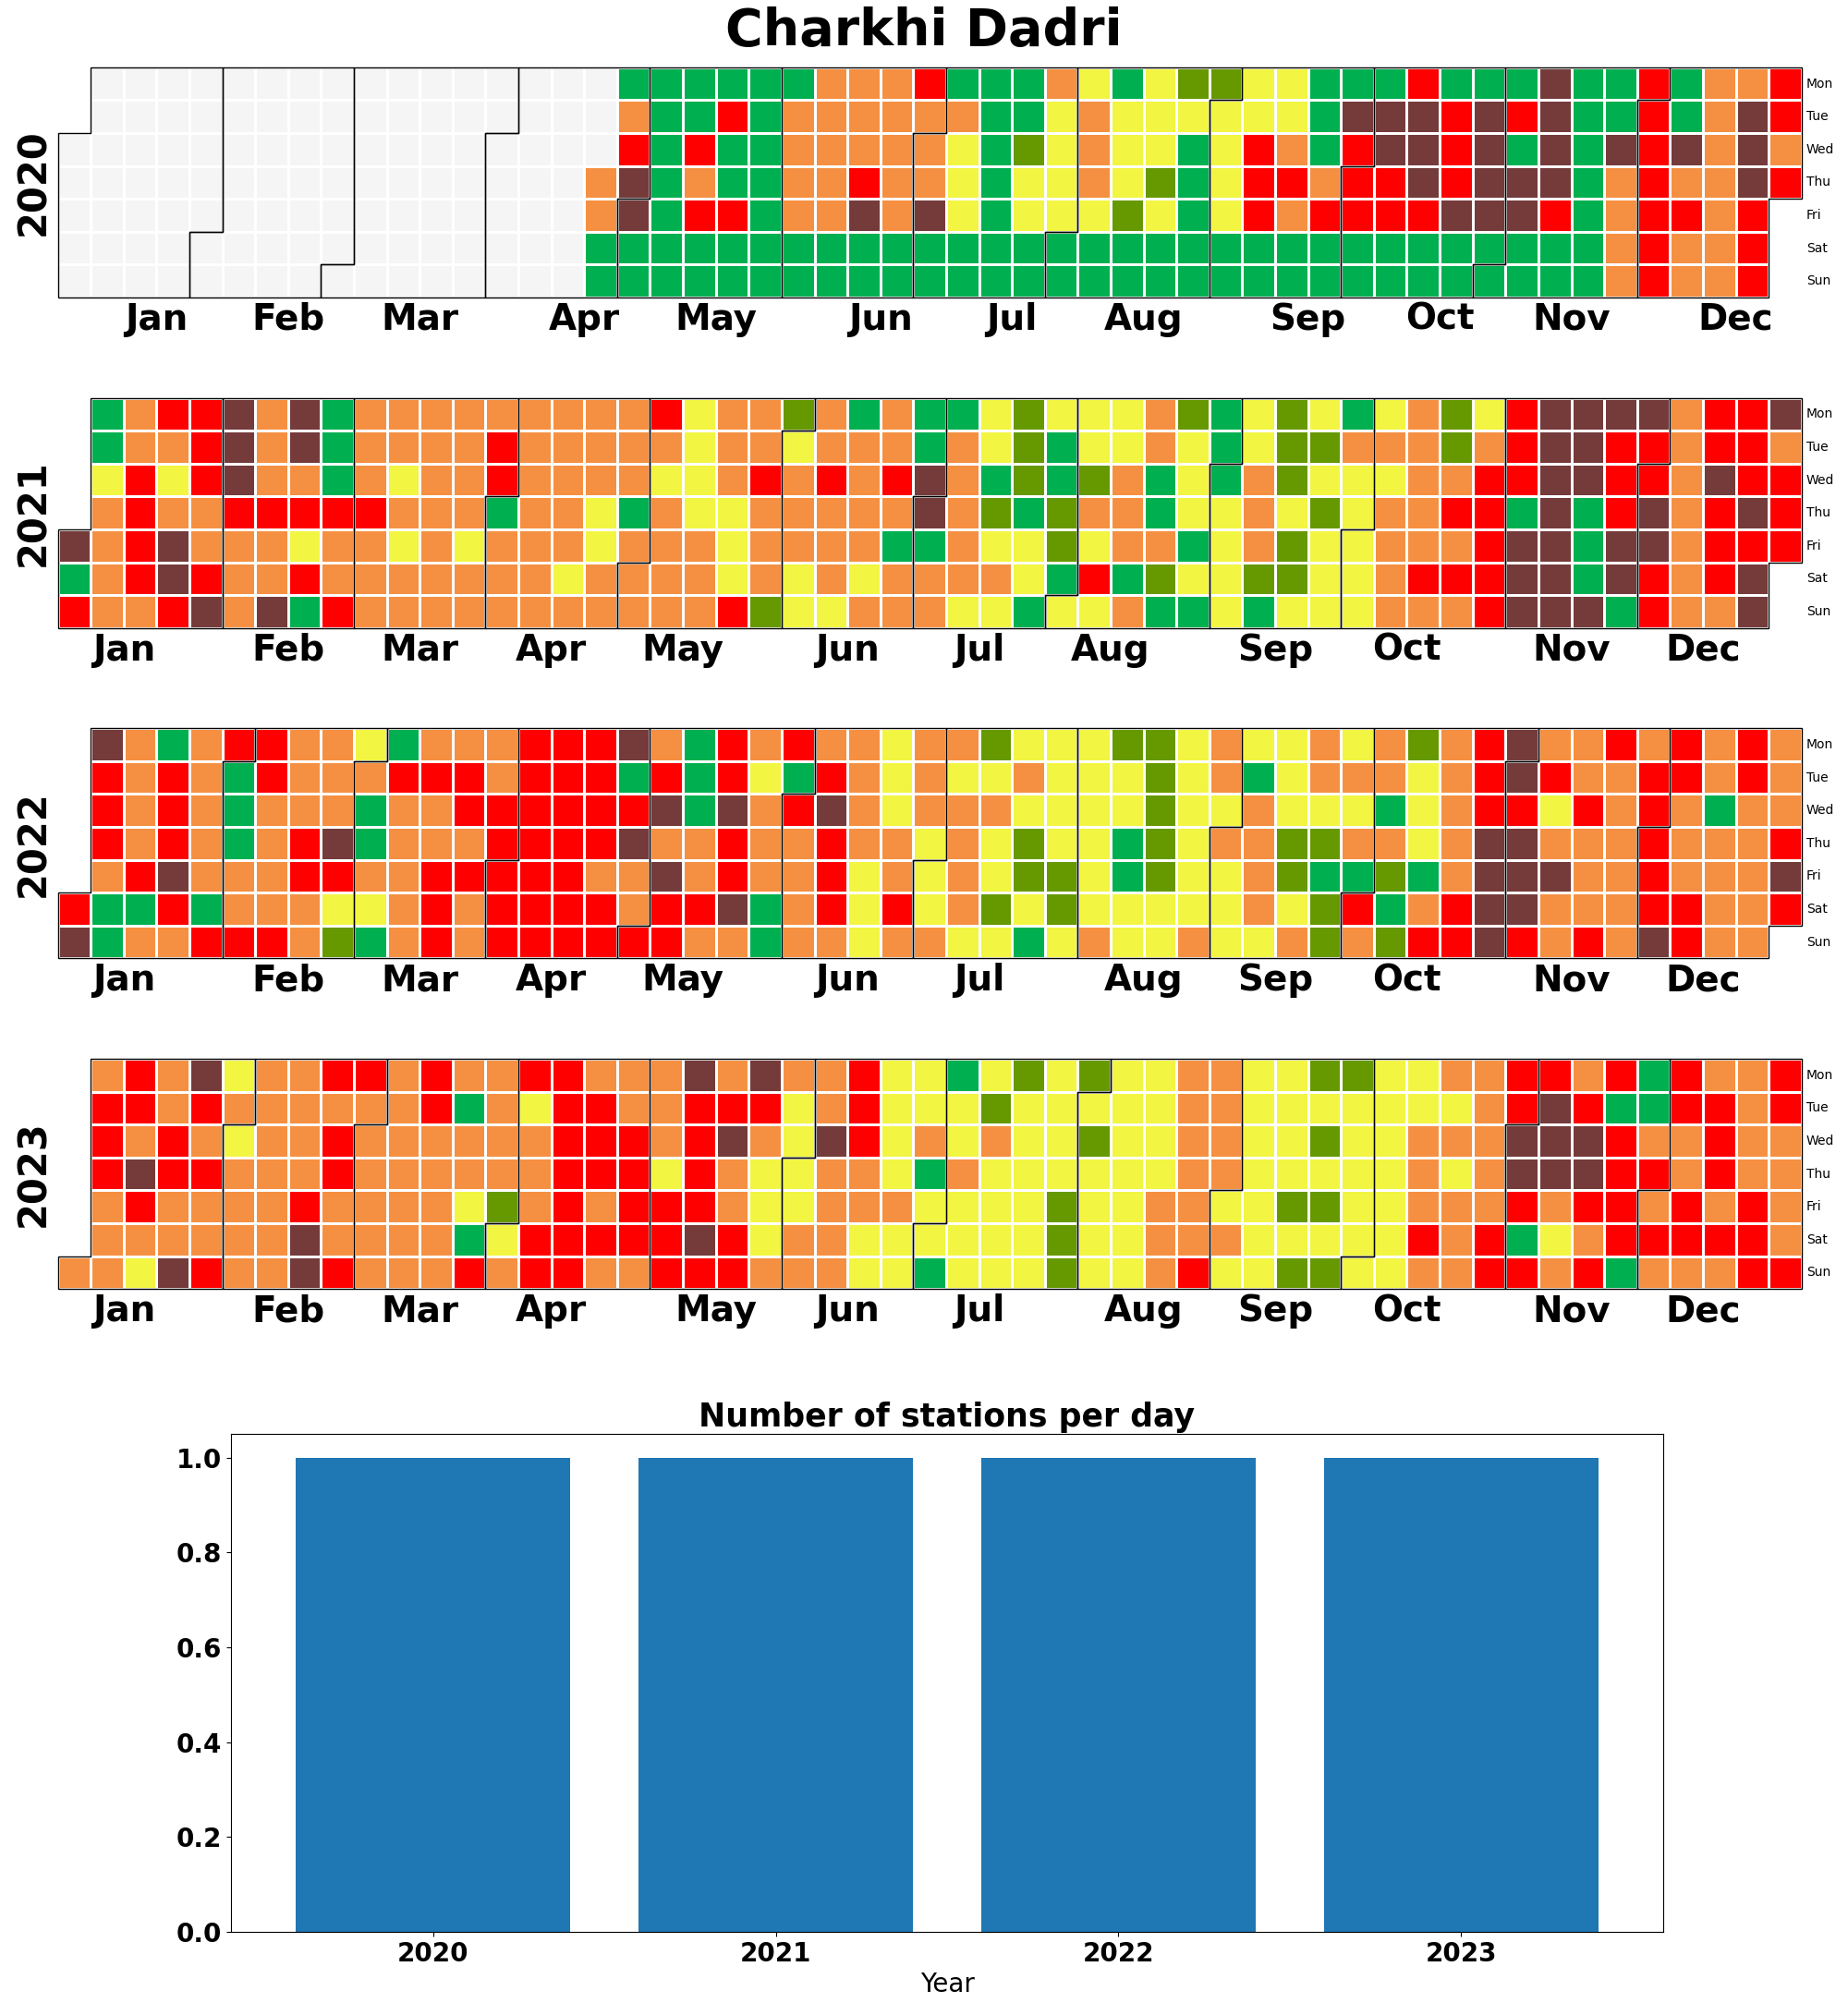 Charkhi Dadri
2020
Mon
Tue
Wed
Thu
Fri
Sat
Sun
Jan Feb Mar Apr May Jun Jul Aug Sep Oct Nov Dec
2021
Mon
Tue
Wed
Thu
Fri
Sat
Sun
Jan Feb Mar Apr May Jun Jul Aug Sep Oct Nov Dec
2022
Mon
Tue
Wed
Thu
Fri
Sat
Sun
Jan Feb Mar Apr May Jun Jul Aug Sep Oct Nov Dec
2023
Mon
Tue
Wed
Thu
Fri
Sat
Sun
Jan Feb Mar Apr May Jun Jul Aug Sep Oct Nov Dec
Number of stations per day
1.0
0.8
0.6
0.4
0.2
0.0
2020 2021 2022 2023
Year